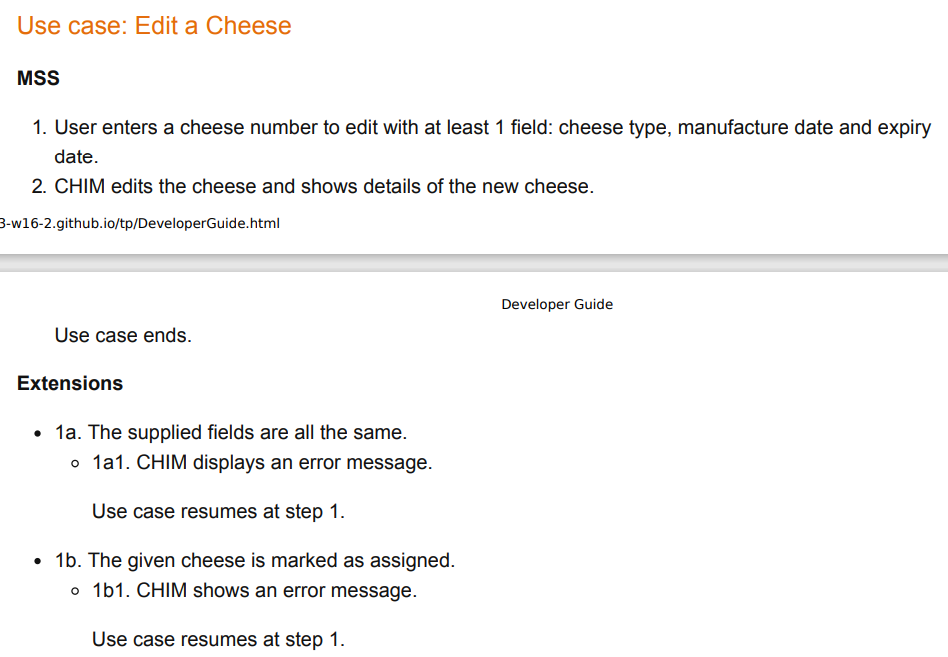 Use case: Edit a Cheese
MSS
1. User enters a cheese number to edit with at least 1 field: cheese type, manufacture date and expiry
date.
2. CHIM edits the cheese and shows details of the new cheese.
3-w16-2.github.io/tp/DeveloperGuide.html
Developer Guide
Use case ends.
Extensions
• 1a. The supplied fields are all the same.
◦ 1a1. CHIM displays an error message.
Use case resumes at step 1.
• 1b. The given cheese is marked as assigned.
◦ 1b1. CHIM shows an error message.
Use case resumes at step 1.